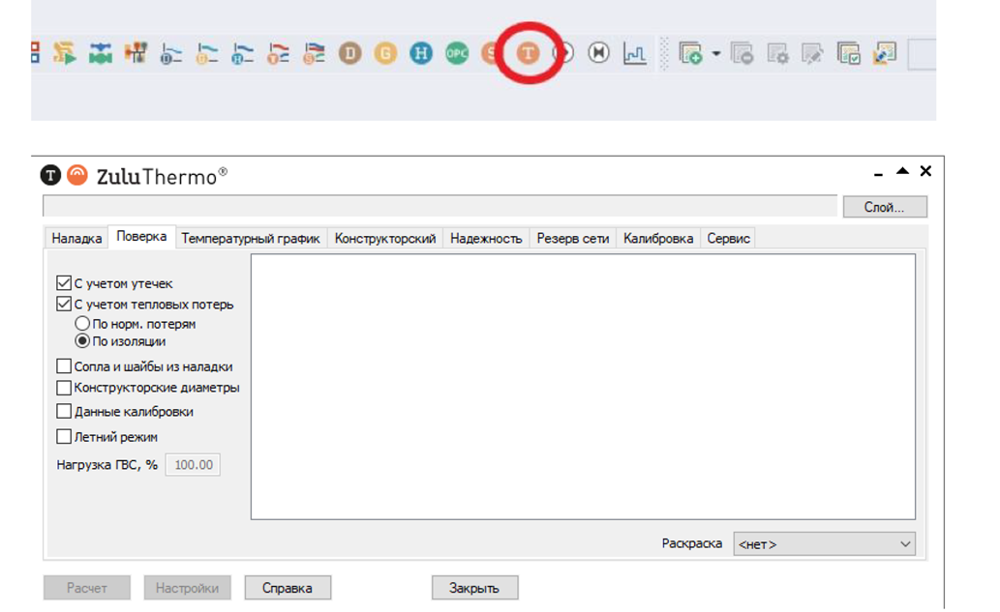 D G H OPC S T
T ZuluThermo®
Слой...
Наладка Поверка Температурный график Конструкторский Надежность Резерв сети Калибровка Сервис
С учетом утечек
С учетом тепловых потерь
По норм. потерям
По изоляции
Сопла и шайбы из наладки
Конструкторские диаметры
Данные калибровки
Летний режим
Нагрузка ГВС, % 100.00
Раскраска <нет>
Расчет Настройки Справка Закрыть